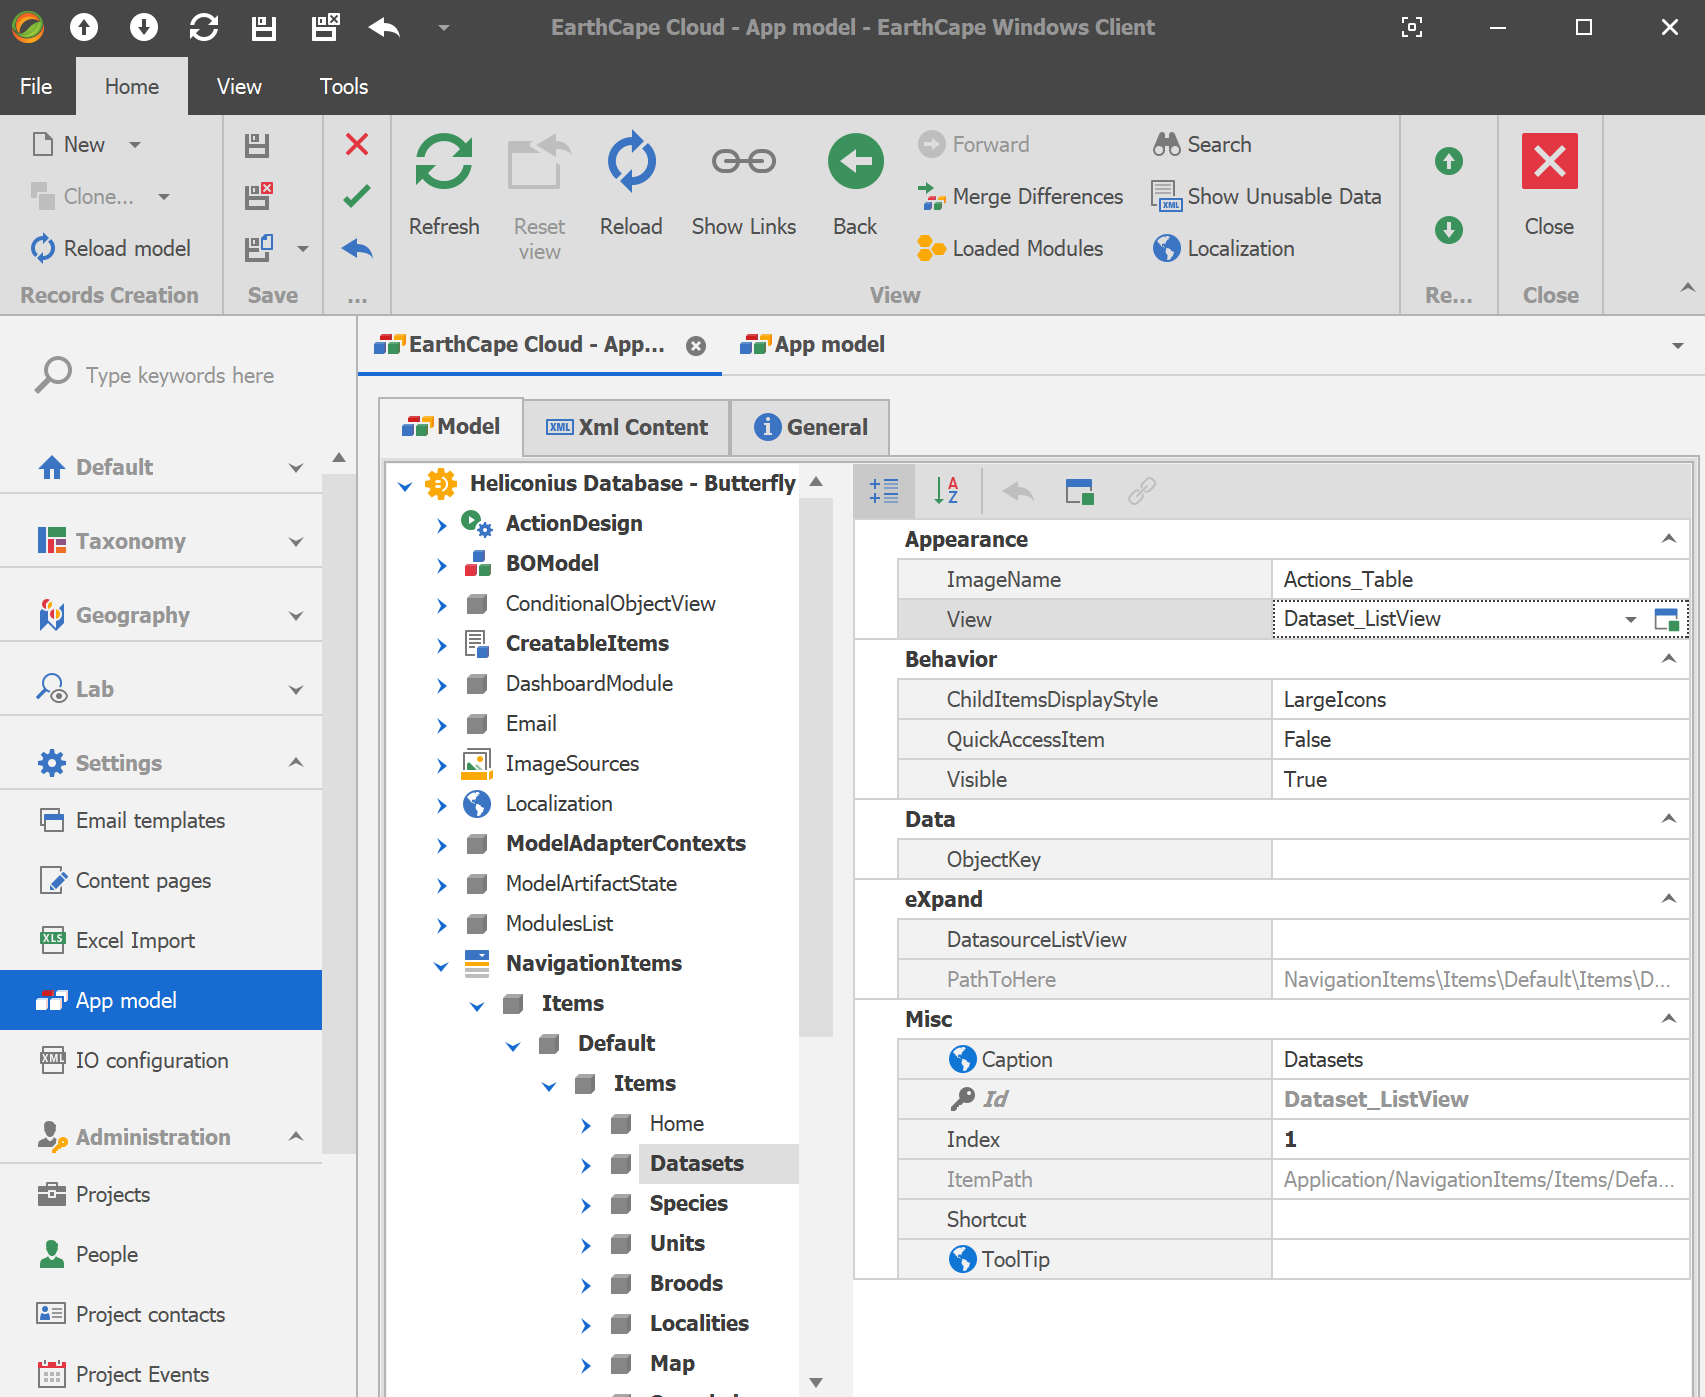 EarthCape Cloud - App model - EarthCape Windows Client
File
Home
View
Tools
New
Clone...
Reload model
Records Creation
Save
...
Refresh
Reset view
Reload
Show Links
Back
Forward
Merge Differences
Loaded Modules
Search
XML
Show Unusable Data
Localization
View
Re...
Close
Close
Type keywords here
Default
Taxonomy
Geography
Lab
Settings
Email templates
Content pages
XLS
Excel Import
App model
XML
IO configuration
Administration
Projects
People
Project contacts
Project Events
EarthCape Cloud - App...
App model
Model
XML
Xml Content
General
Heliconius Database - Butterfly
ActionDesign
BOModel
ConditionalObjectView
CreatableItems
DashboardModule
Email
ImageSources
Localization
ModelAdapterContexts
ModelArtifactState
ModulesList
NavigationItems
Items
Default
Items
Home
Datasets
Species
Units
Broods
Localities
Map
A
Z
Appearance
ImageName Actions_Table
View Dataset_ListView
Behavior
ChildItemsDisplayStyle LargeIcons
QuickAccessItem False
Visible True
Data
ObjectKey
eXpand
DatasourceListView
PathToHere NavigationItems\Items\Default\Items\D...
Misc
Caption Datasets
Id Dataset_ListView
Index 1
ItemPath Application/NavigationItems/Items/Defa...
Shortcut
ToolTip